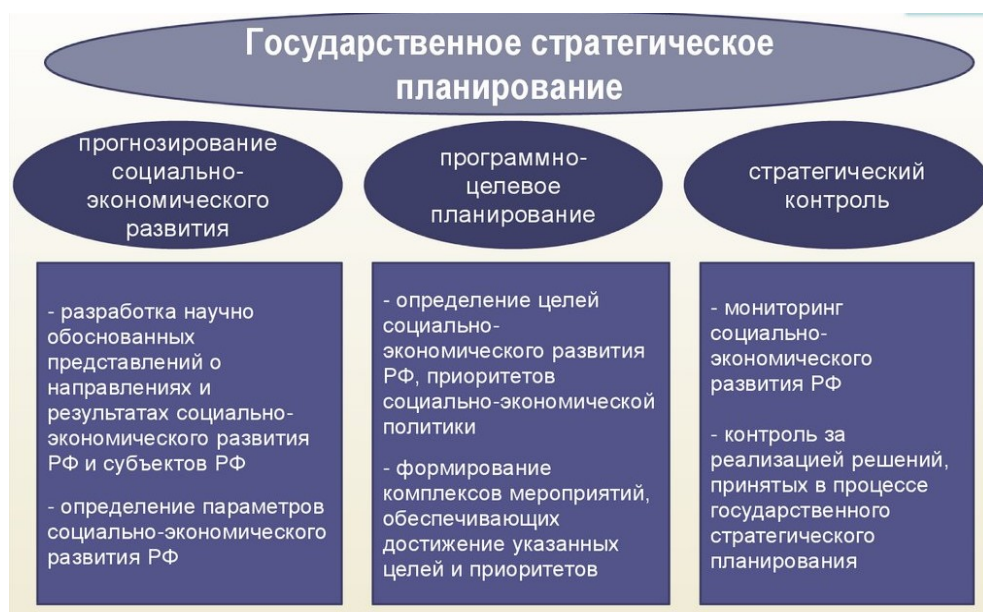 Государственное стратегическое
планирование
прогнозирование
социально-
экономического
развития
программно-
целевое
планирование
стратегический
контроль
- разработка научно
обоснованных
представлений о
направлениях и
результатах социально-
экономического развития
РФ и субъектов РФ
- определение параметров
социально-экономического
развития РФ
- определение целей
социально-
экономического развития
РФ, приоритетов
социально-экономической
политики
- формирование
комплексов мероприятий,
обеспечивающих
достижение указанных
целей и приоритетов
- мониторинг
социально-
экономического
развития РФ
- контроль за
реализацией решений,
принятых в процессе
государственного
стратегического
планирования